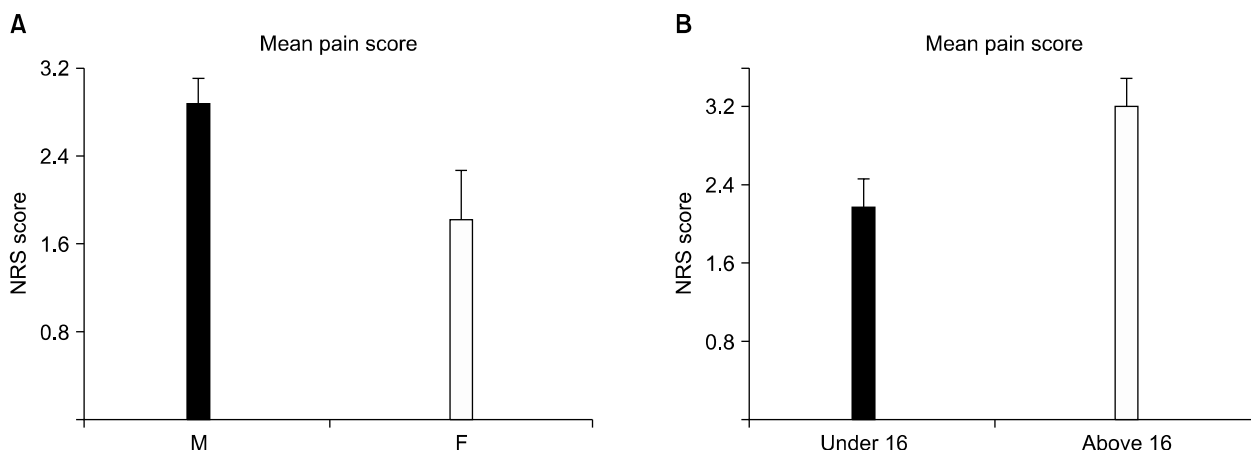 A
Mean pain score
3.2
2.4
1.6
0.8
NRS score
M
F
B
Mean pain score
3.2
2.4
1.6
0.8
NRS score
Under 16
Above 16